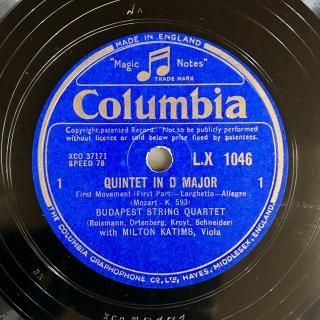 MADE IN ENGLAND
"Magic Notes"
TRADE MARK
Columbia
Copyright, patented Record. Not to be publicly performed
without licence or sold below price fixed by patentees.
XCO 37171
SPEED 78
L.X 1046
1 QUINTET IN D MAJOR 1
First Movement (First Part)—Larghetto—Allegro
(Mozart - K. 593)
BUDAPEST STRING QUARTET
(Roismann, Ortenberg, Kroyt, Schneider)
with MILTON KATIMS, Viola
THE COLUMBIA GRAPHOPHONE CO., LTD., HAYES, MIDDLESEX, ENGLAND.